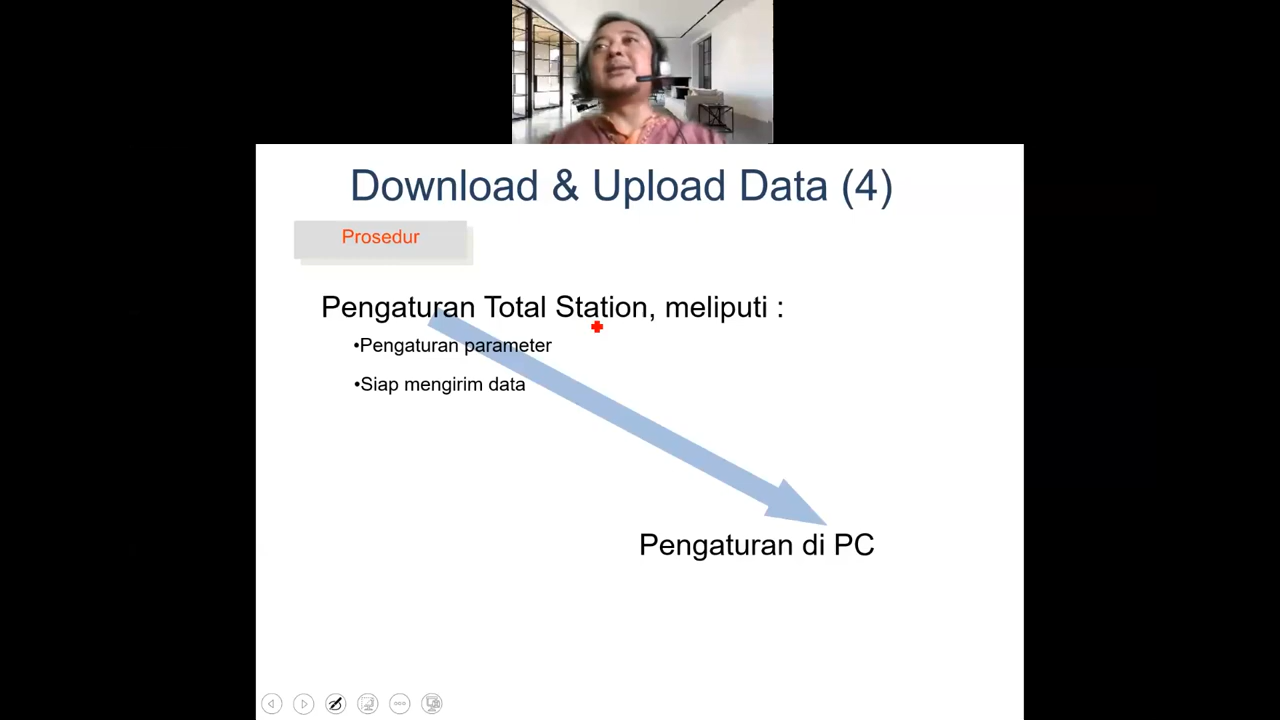 Download & Upload Data (4)
Prosedur
Pengaturan Total Station, meliputi :
•Pengaturan parameter
•Siap mengirim data
Pengaturan di PC